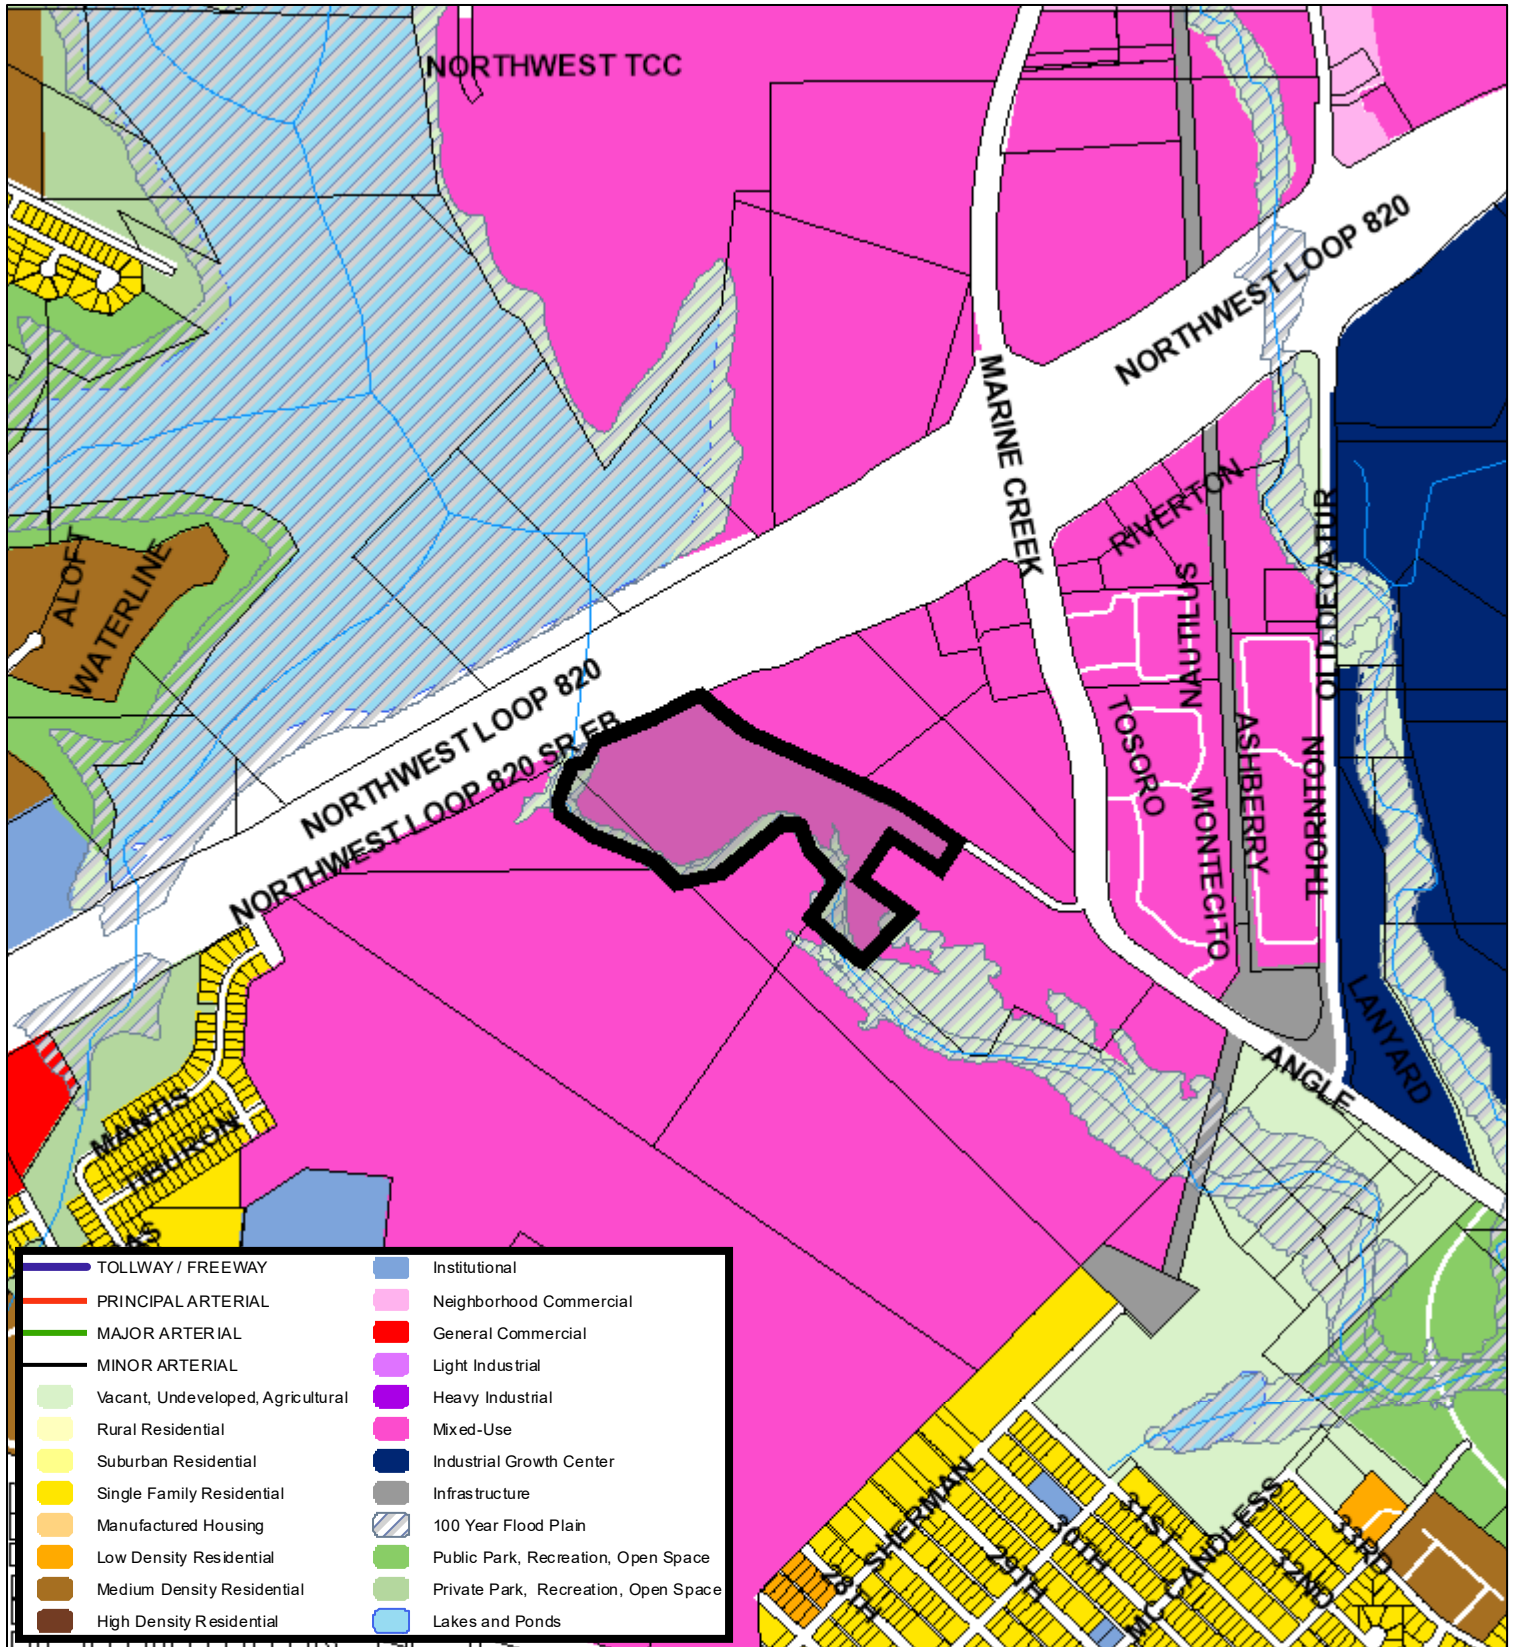 NORTHWEST TCC
NORTHWEST LOOP 820
MARINE CREEK
RIVERTON
NAUTILUS
OLD DECATUR
ALOFT
WATERLINE
NORTHWEST LOOP 820
NORTHWEST LOOP 820 SR EB
TOSORO
ASHBERRY
THORNTON
MONTECITO
LANYARD
ANGLE
MANTIS
TIBURON
SHERMAN
28TH
29TH
30TH
31ST
MC CANDLESS
32ND
33RD
TOLLWAY / FREEWAY
PRINCIPAL ARTERIAL
MAJOR ARTERIAL
MINOR ARTERIAL
Vacant, Undeveloped, Agricultural
Rural Residential
Suburban Residential
Single Family Residential
Manufactured Housing
Low Density Residential
Medium Density Residential
High Density Residential
Institutional
Neighborhood Commercial
General Commercial
Light Industrial
Heavy Industrial
Mixed-Use
Industrial Growth Center
Infrastructure
100 Year Flood Plain
Public Park, Recreation, Open Space
Private Park, Recreation, Open Space
Lakes and Ponds